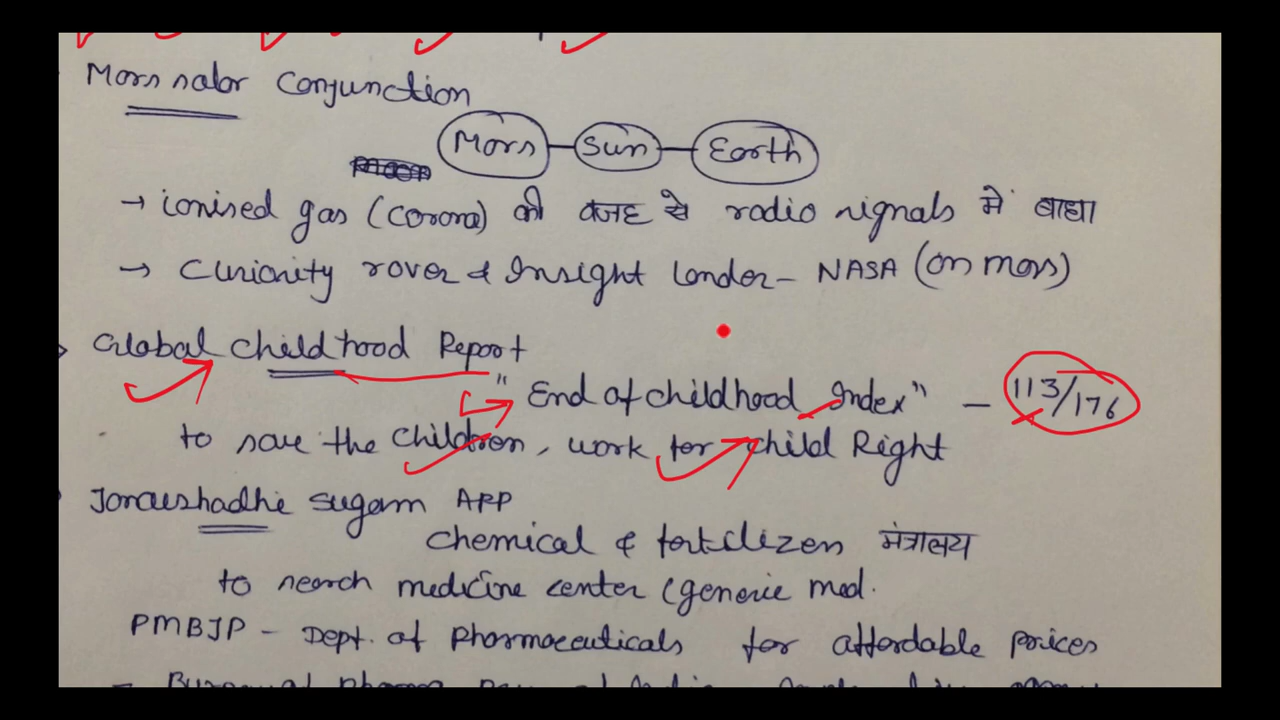 Mars solar Conjunction
Mars Sun Earth
→ ionised gas (corona) की वजह से radio signals में बाधा
→ Curiosity rover & Insight Lander - NASA (on mars)
Global Childhood Report
"End of childhood Index" - 113/176
to save the children, work for child Right
Janaushadhi Sugam APP
Chemical & fertilizer मंत्रालय
to search medicine center (generic med.
PMBJP - Dept. of Pharmaceuticals for affordable prices